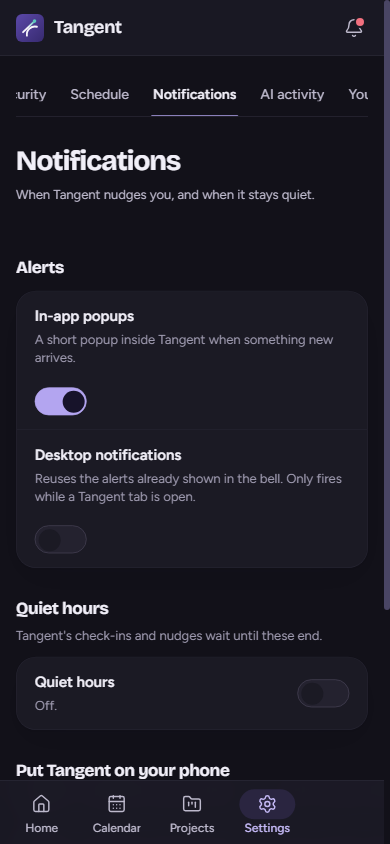 Tangent
curity Schedule Notifications AI activity You
Notifications
When Tangent nudges you, and when it stays quiet.
Alerts
In-app popups
A short popup inside Tangent when something new
arrives.
Desktop notifications
Reuses the alerts already shown in the bell. Only fires
while a Tangent tab is open.
Quiet hours
Tangent's check-ins and nudges wait until these end.
Quiet hours
Off.
Put Tangent on your phone
Home Calendar Projects Settings